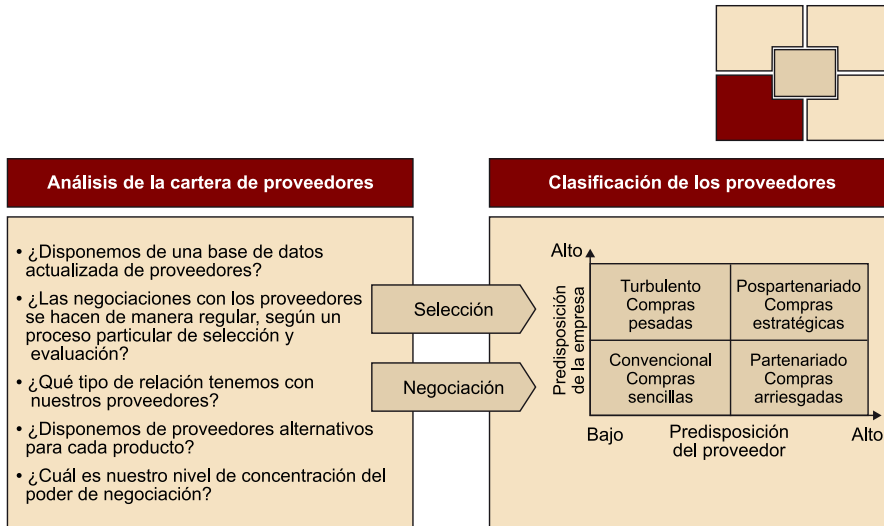 Análisis de la cartera de proveedores
• ¿Disponemos de una base de datos
actualizada de proveedores?
• ¿Las negociaciones con los proveedores
se hacen de manera regular, según un
proceso particular de selección y
evaluación?
• ¿Qué tipo de relación tenemos con
nuestros proveedores?
• ¿Disponemos de proveedores alternativos
para cada producto?
• ¿Cuál es nuestro nivel de concentración del
poder de negociación?
Selección
Negociación
Clasificación de los proveedores
Alto
Predisposición
de la empresa
Turbulento
Compras
pesadas
Pospartenariado
Compras
estratégicas
Convencional
Compras
sencillas
Partenariado
Compras
arriesgadas
Bajo
Predisposición
del proveedor
Alto